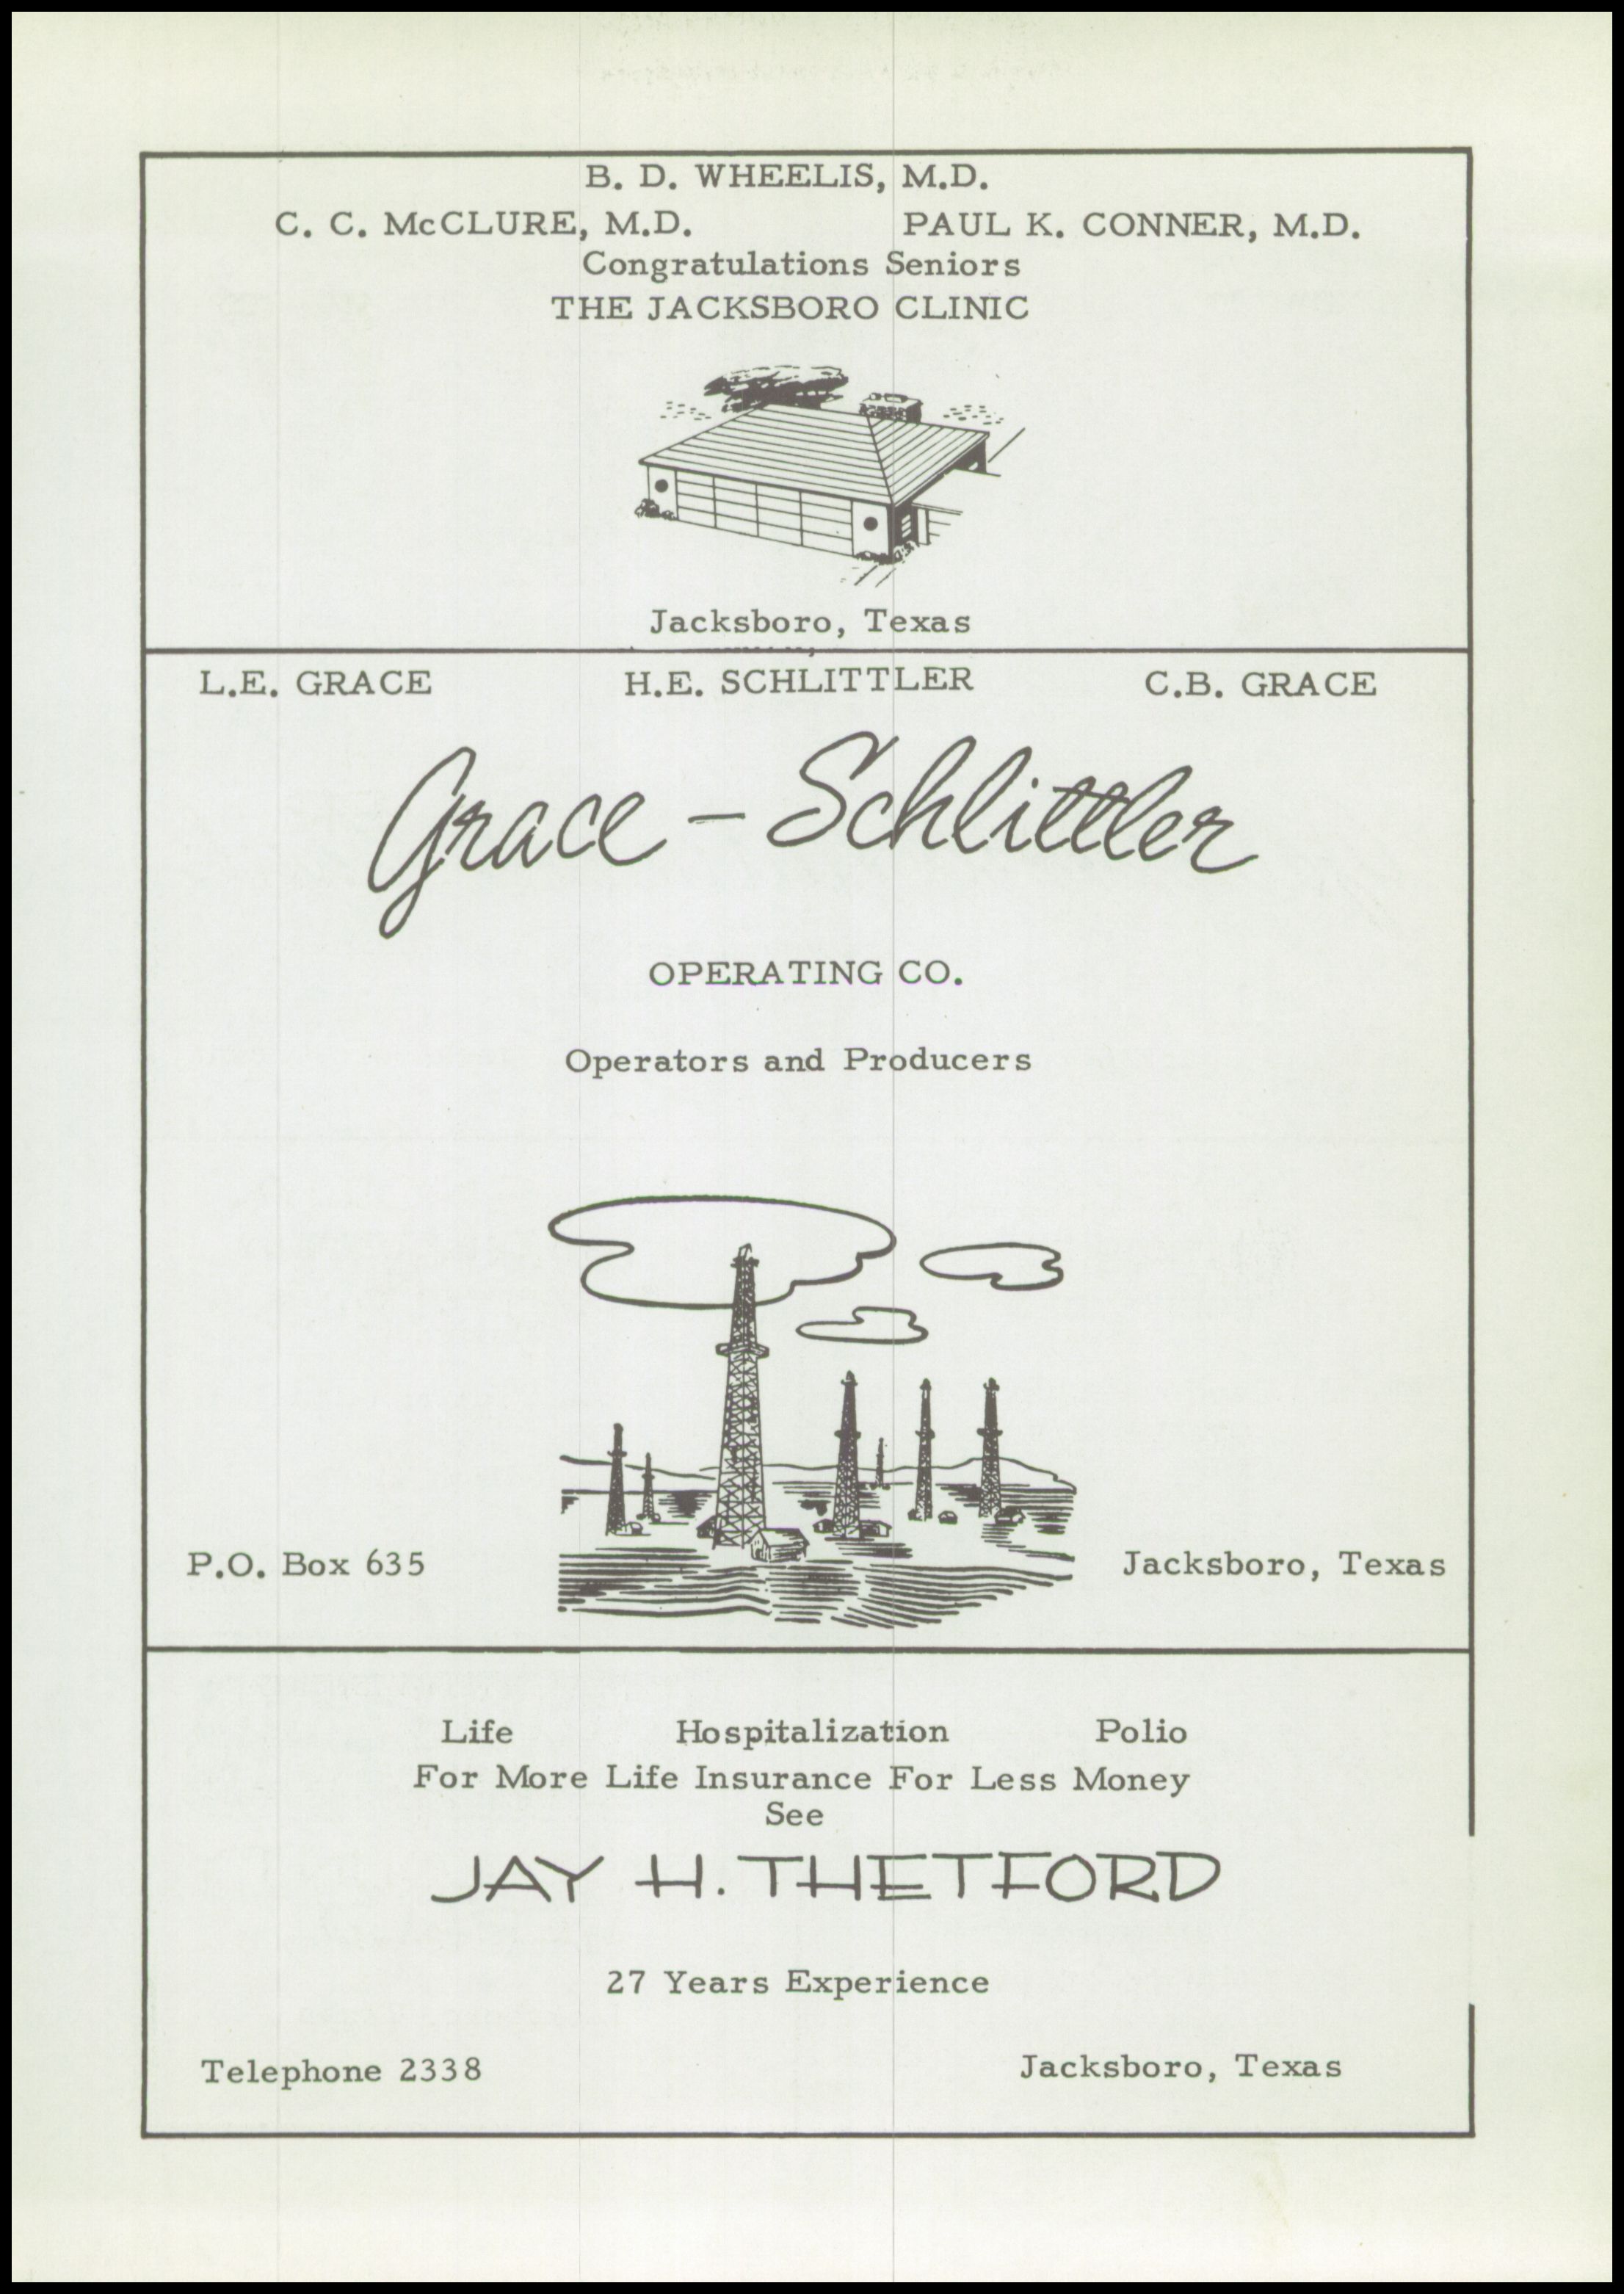 B. D. WHEELIS, M.D.
C. C. McCLURE, M.D. PAUL K. CONNER, M.D.
Congratulations Seniors
THE JACKSBORO CLINIC
Jacksboro, Texas
L.E. GRACE H.E. SCHLITTLER C.B. GRACE
Grace - Schlittler
OPERATING CO.
Operators and Producers
P.O. Box 635 Jacksboro, Texas
Life Hospitalization Polio
For More Life Insurance For Less Money
See
JAY H. THETFORD
27 Years Experience
Telephone 2338 Jacksboro, Texas